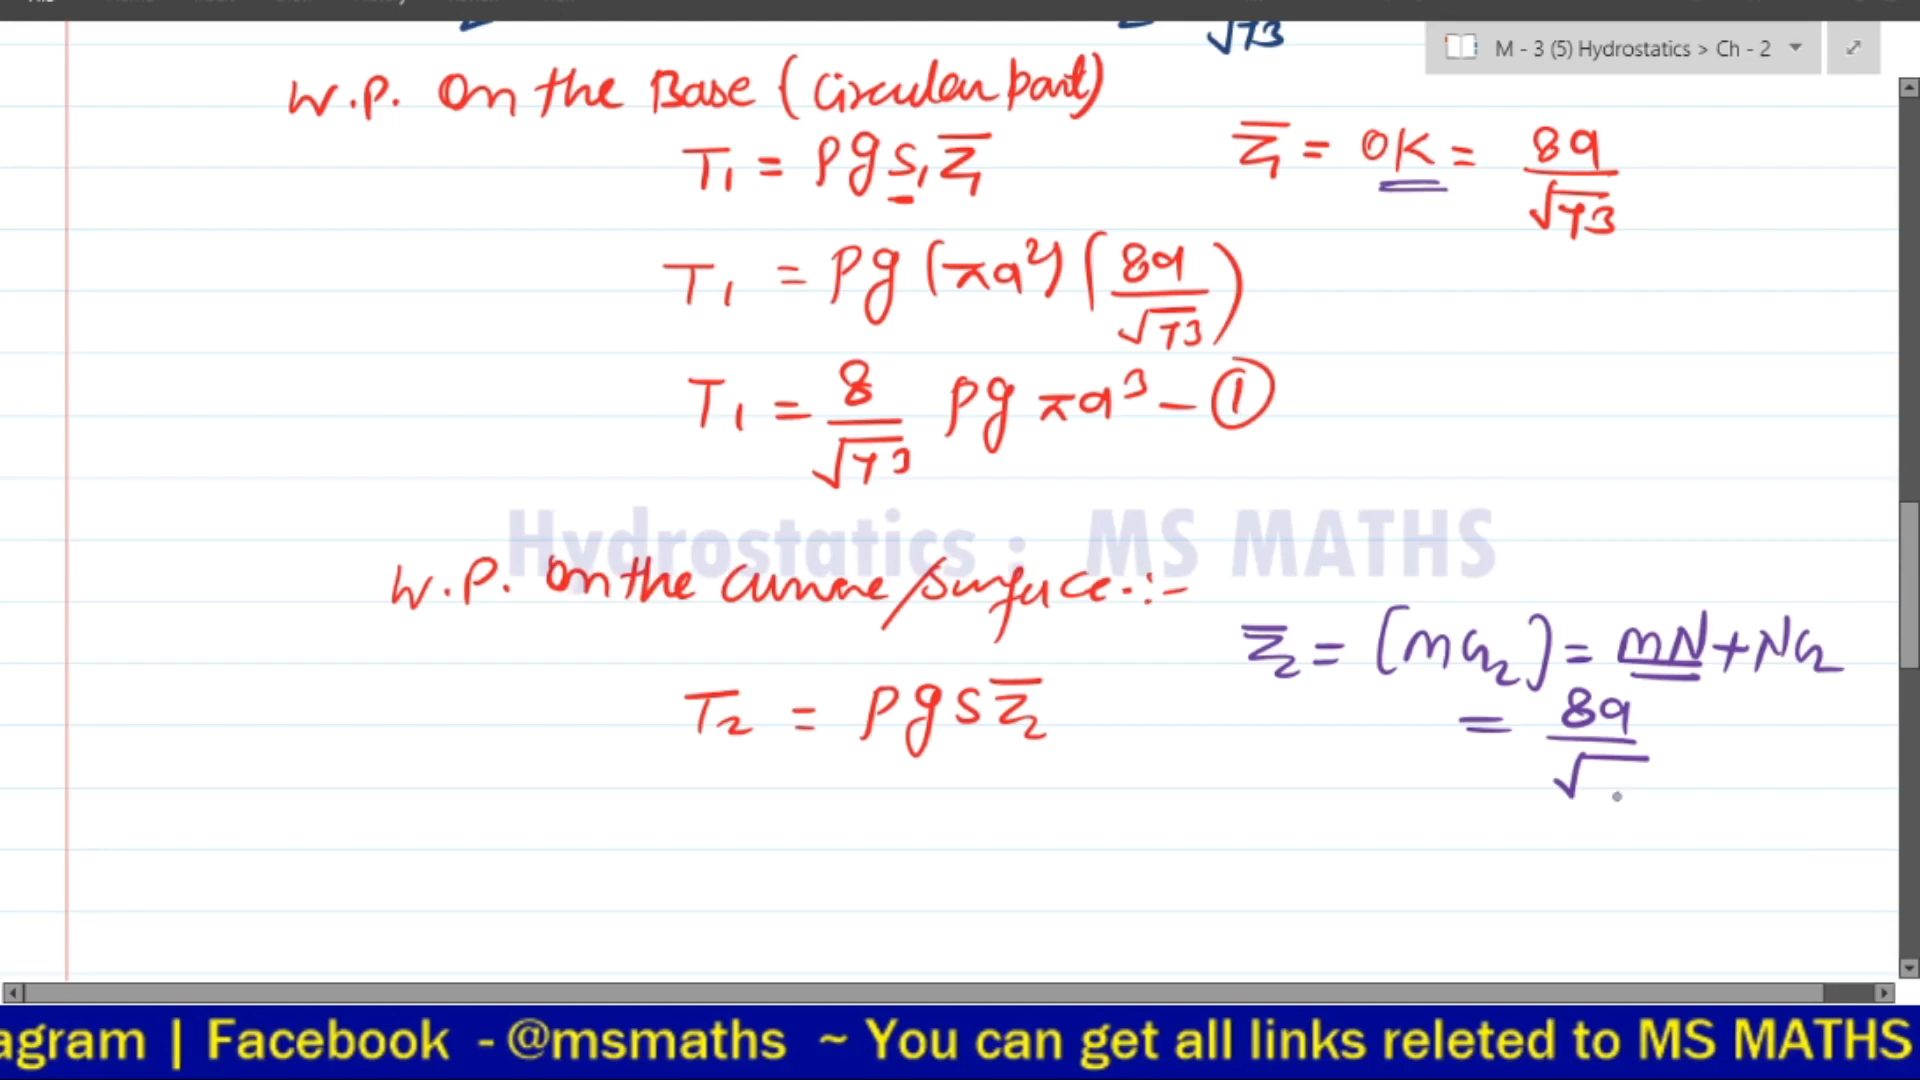 √73
M - 3 (5) Hydrostatics > Ch - 2
W.P. On the Base (Circular part)
T₁ = ρgs₁z̄₁
z̄₁ = OK = 8a/√73
T₁ = ρg(πa²)(8a/√73)
T₁ = 8/√73 ρgπa³ - ①
Hydrostatics : MS MATHS
W.P. On the curve/surface :-
z̄₂ = (MG₂) = MN + NG₂
T₂ = ρgsz̄₂
= 8a/√
agram | Facebook - @msmaths ~ You can get all links releted to MS MATHS